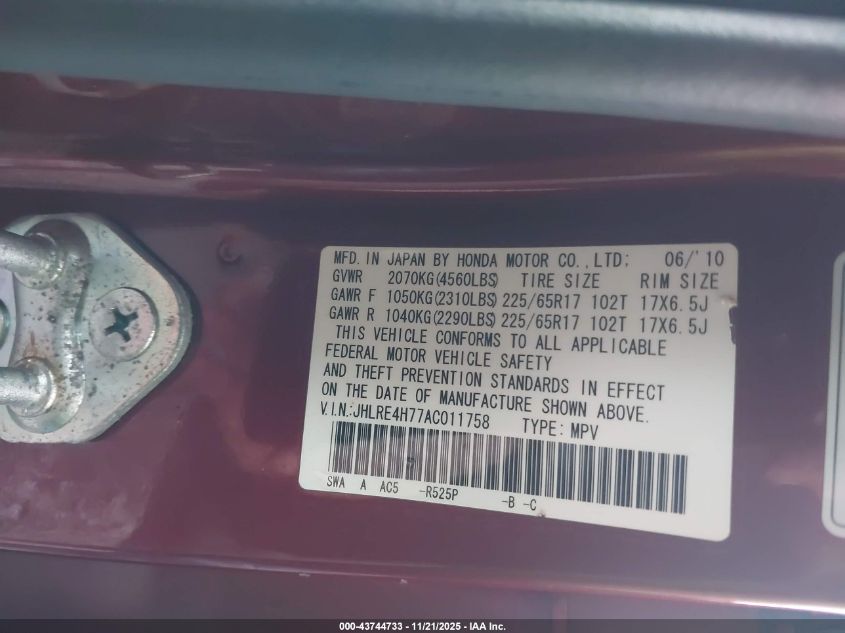 MFD. IN JAPAN BY HONDA MOTOR CO.,LTD: 06/'10
GVWR 2070KG(4560LBS) TIRE SIZE RIM SIZE
GAWR F 1050KG(2310LBS) 225/65R17 102T 17X6.5J
GAWR R 1040KG(2290LBS) 225/65R17 102T 17X6.5J
THIS VEHICLE CONFORMS TO ALL APPLICABLE
FEDERAL MOTOR VEHICLE SAFETY
AND THEFT PREVENTION STANDARDS IN EFFECT
ON THE DATE OF MANUFACTURE SHOWN ABOVE.
V.I.N.:JHLRE4H77AC011758 TYPE: MPV
SWA A AC5 -R525P -B -C
000-43744733 - 11/21/2025 - IAA Inc.